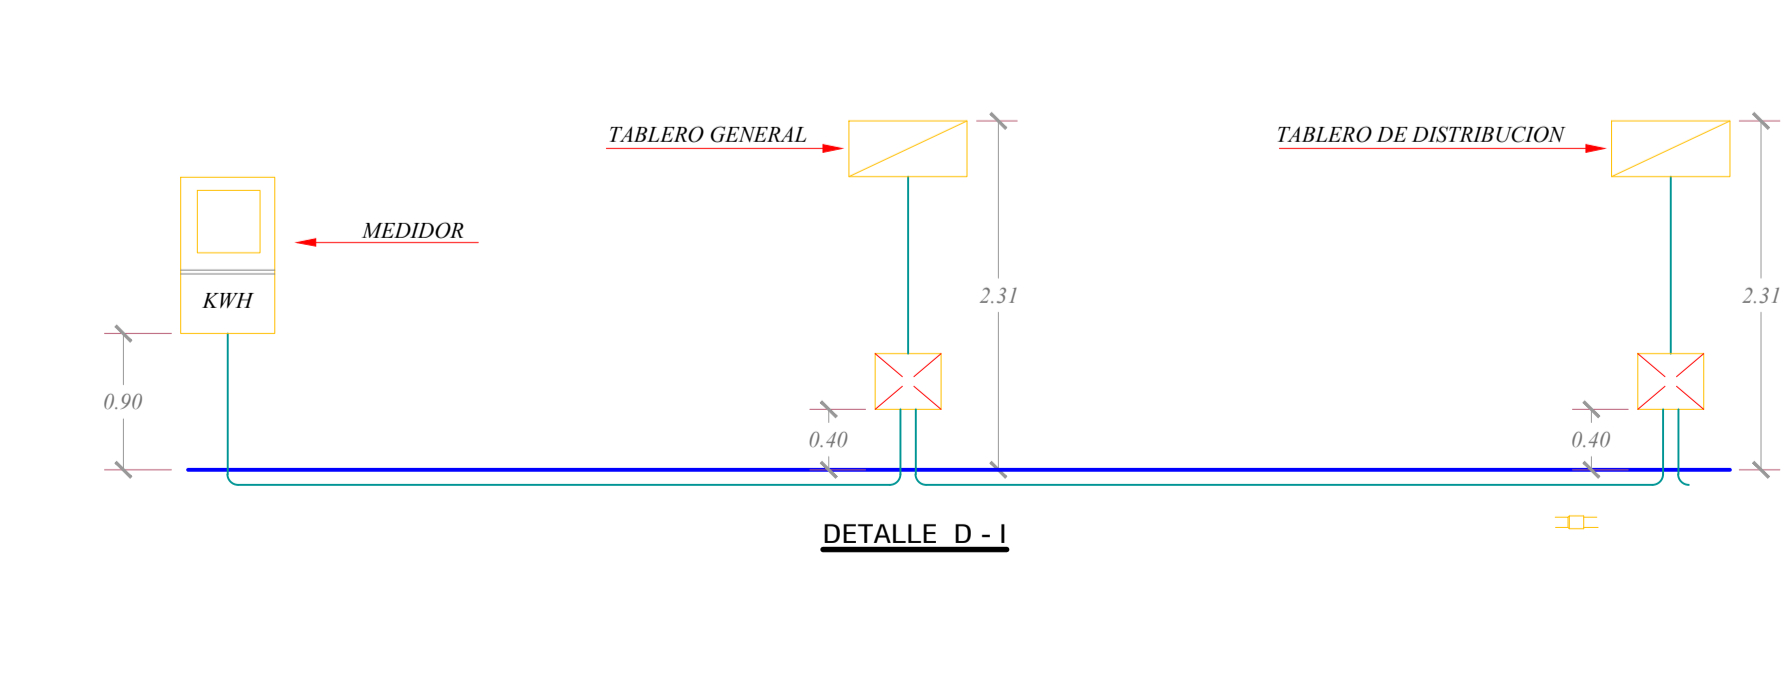 TABLERO GENERAL
TABLERO DE DISTRIBUCION
MEDIDOR
KWH
2.31
2.31
0.90
0.40
0.40
DETALLE D - I